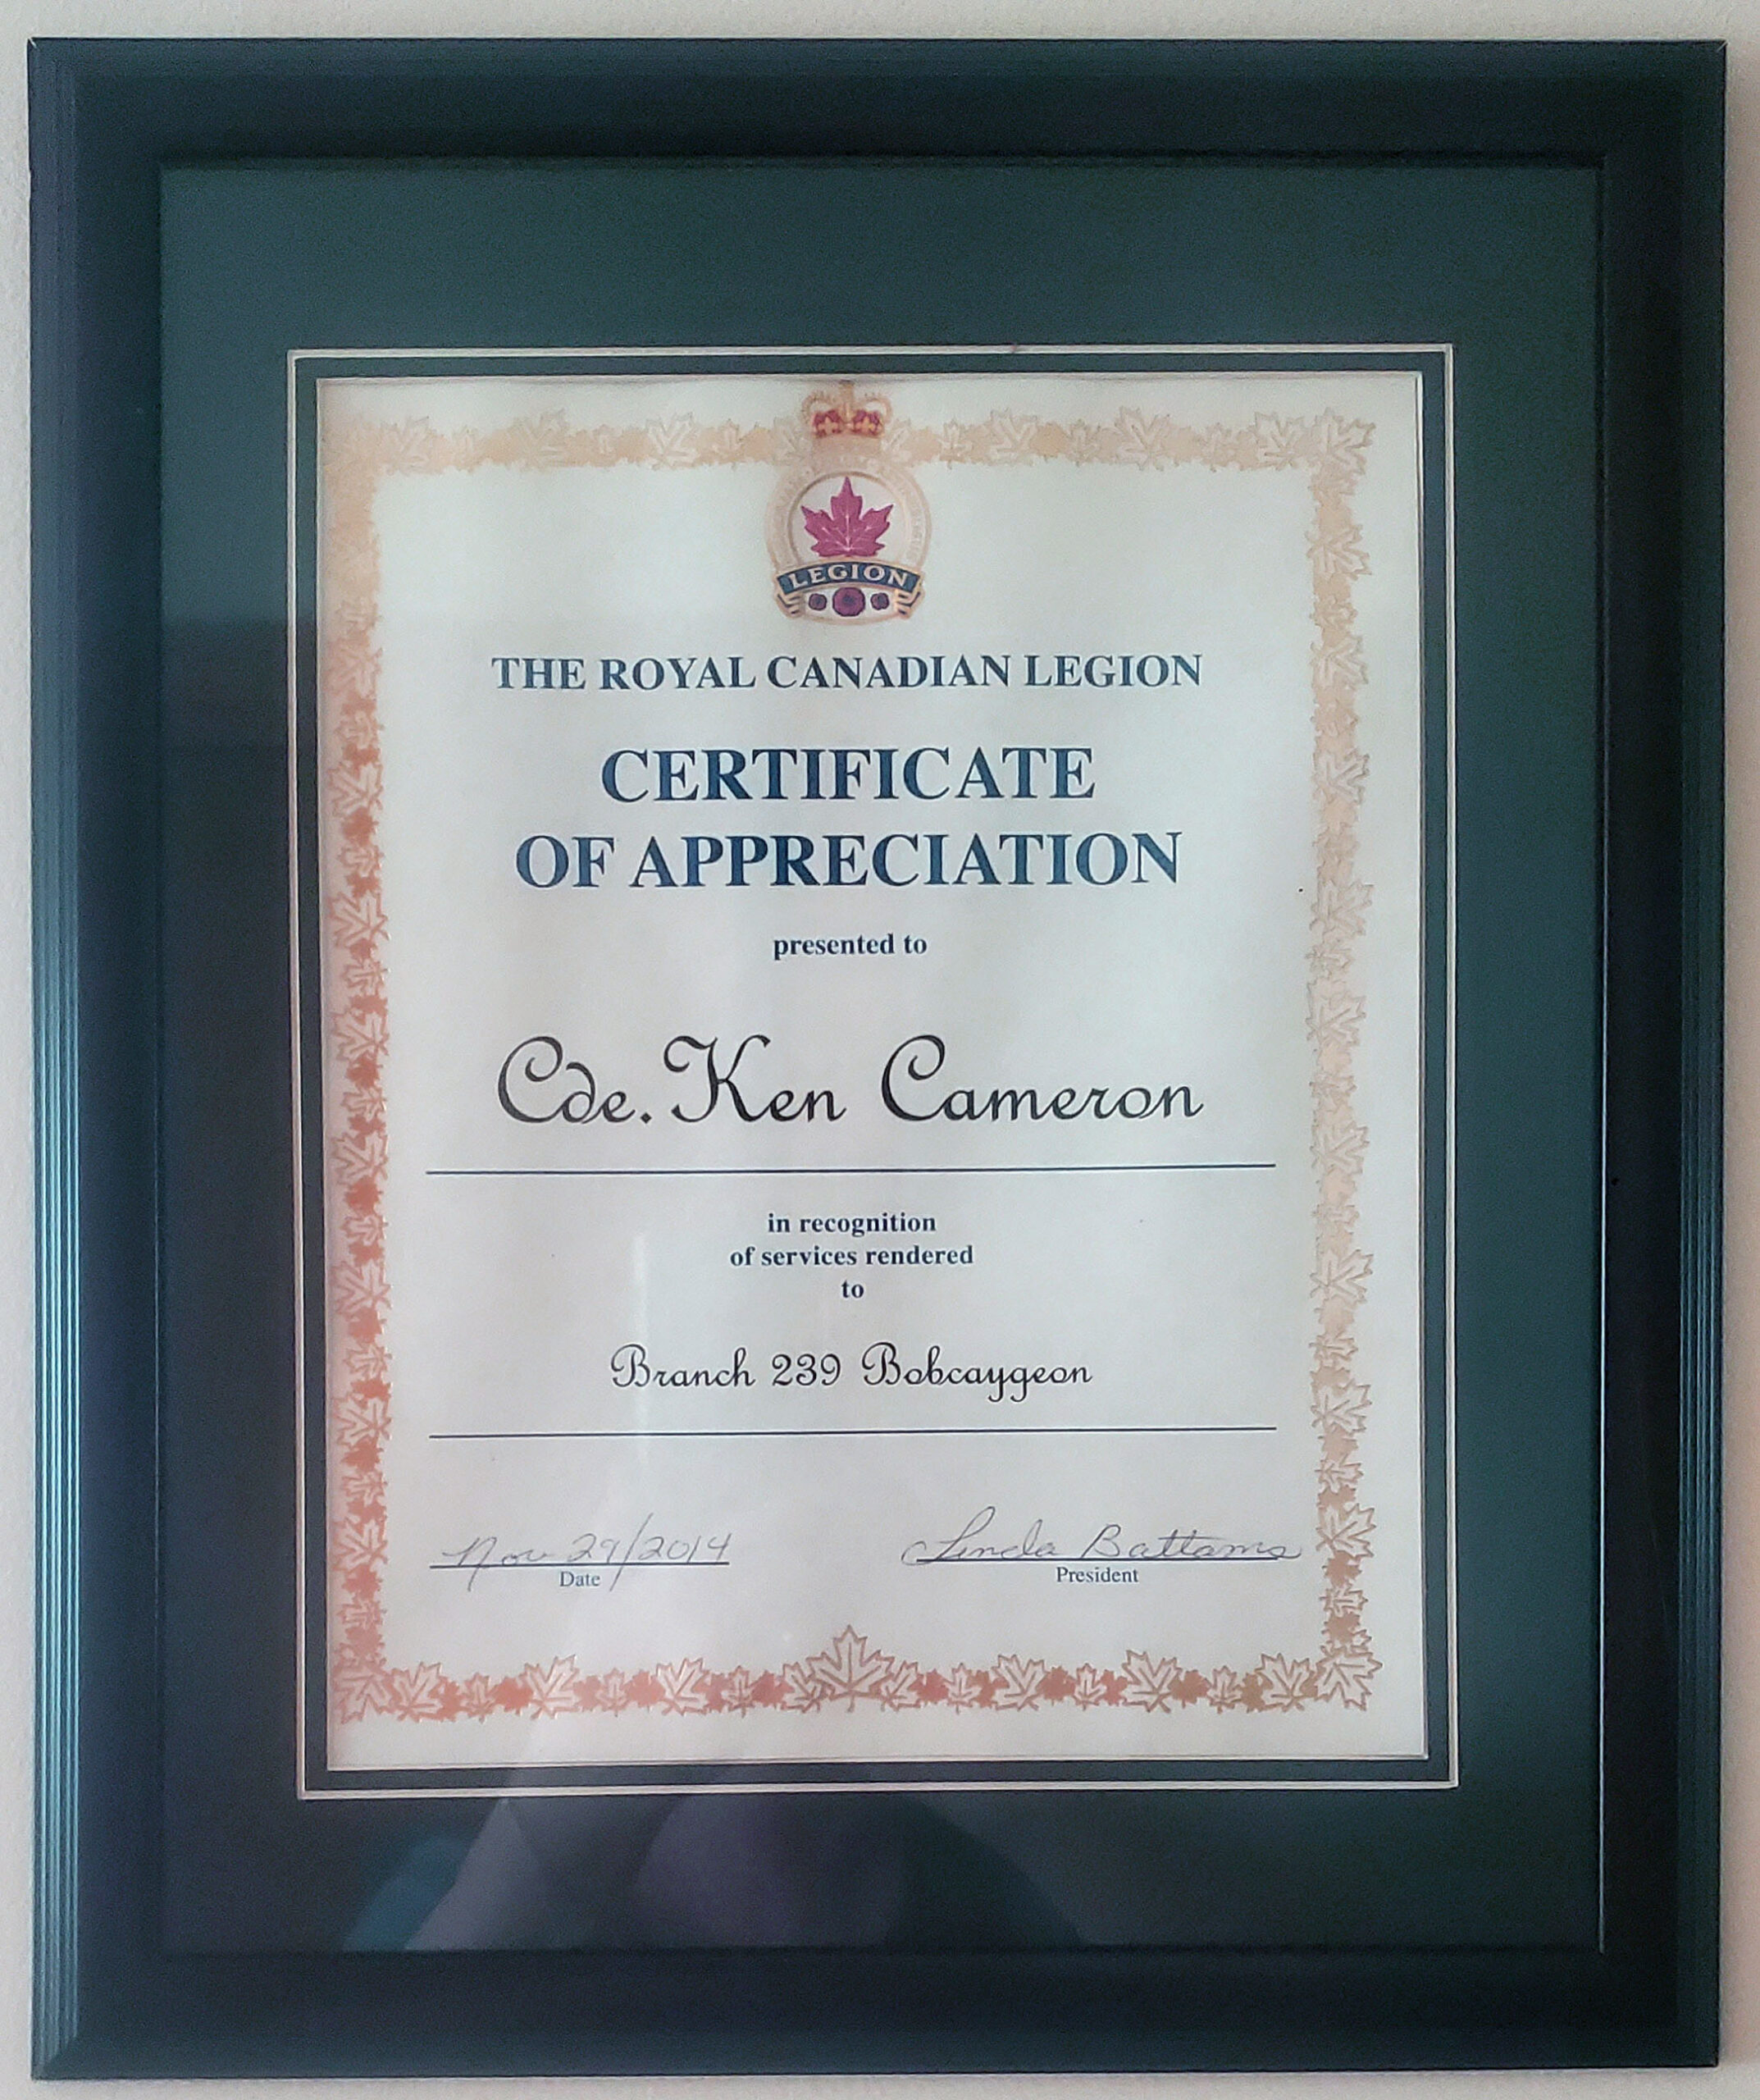 LEGION
THE ROYAL CANADIAN LEGION
CERTIFICATE
OF APPRECIATION
presented to
Cde. Ken Cameron
in recognition
of services rendered
to
Branch 239 Bobcaygeon
Nov 29/2014 Linda Battams
Date President